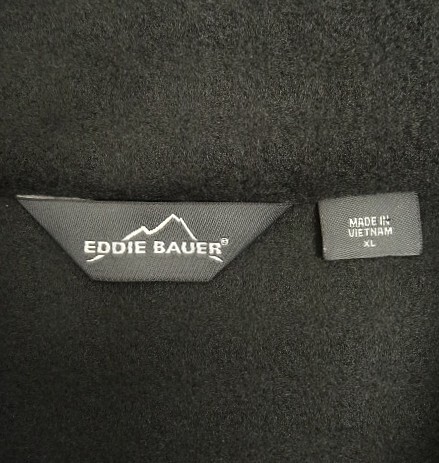 EDDIE BAUER®
MADE IN
VIETNAM
XL